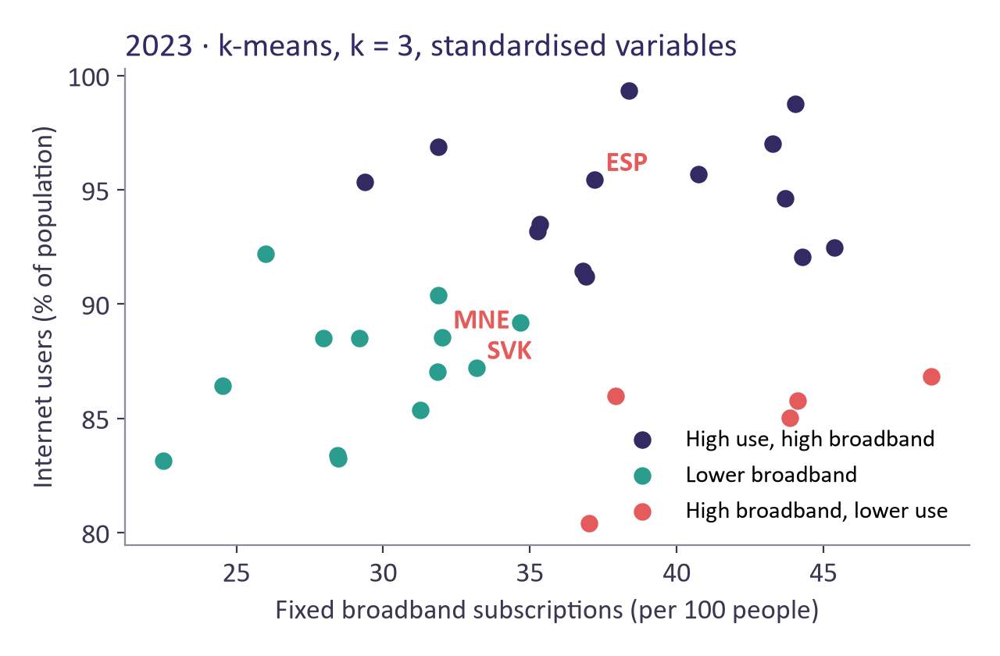 2023 · k-means, k = 3, standardised variables
100
95
90
85
80
Internet users (% of population)
ESP
MNE
SVK
High use, high broadband
Lower broadband
High broadband, lower use
25 30 35 40 45
Fixed broadband subscriptions (per 100 people)